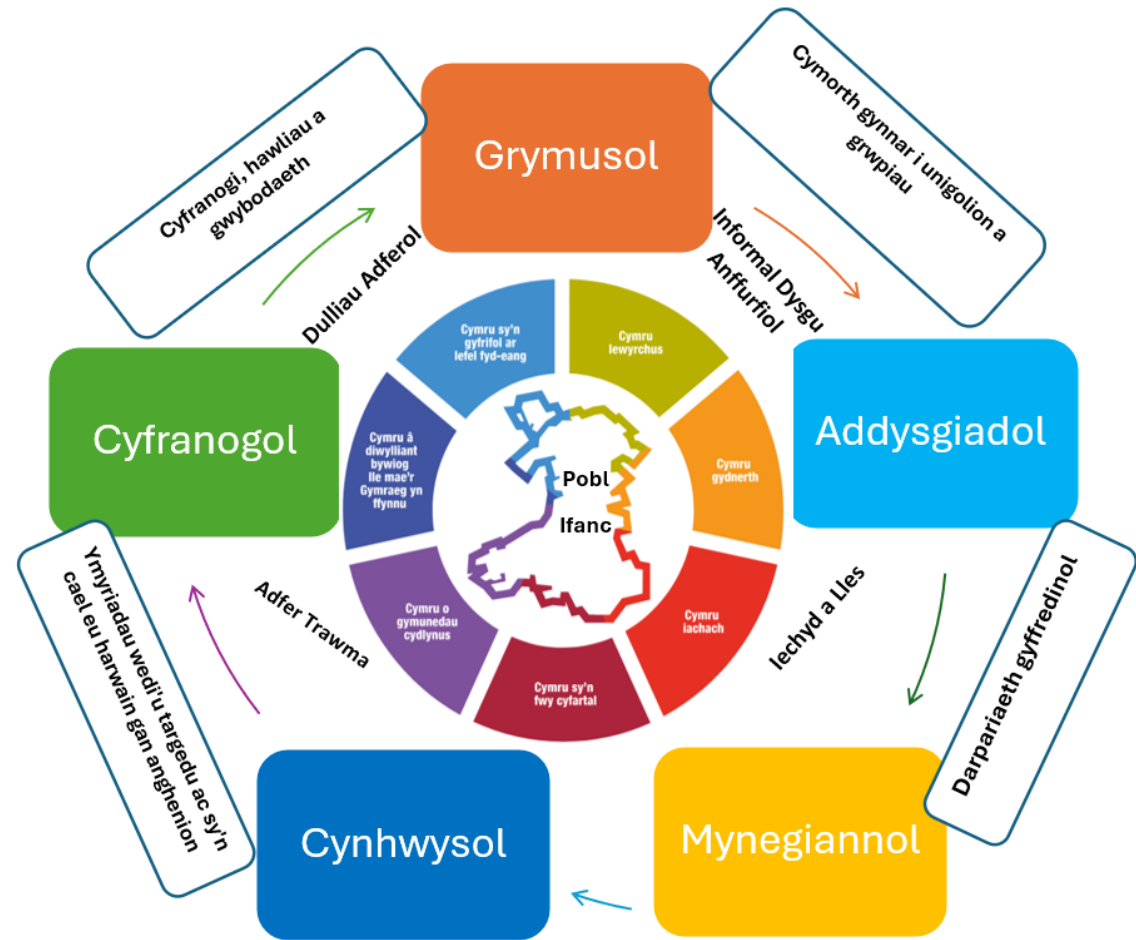 Grymusol
Cymorth gynnar i unigolion a
grwpiau
Informal Dysgu
Anffurfiol
Addysgiadol
Darpariaeth gyffredinol
Iechyd a Lles
Mynegiannol
Cynhwysol
Ymyriadau wedi'u targedu ac sy'n
cael eu harwain gan anghenion
Adfer Trawma
Cyfranogol
Cyfranogi, hawliau a
gwybodaeth
Dulliau Adferol
Cymru
lewyrchus
Cymru
gydnerth
Cymru
iachach
Cymru sy'n
fwy cyfartal
Cymru o
gymunedau
cydlynus
Cymru â
diwylliant
bywiog
lle mae'r
Gymraeg yn
ffynnu
Cymru sy'n
gyfrifol ar
lefel fyd-eang
Pobl
Ifanc